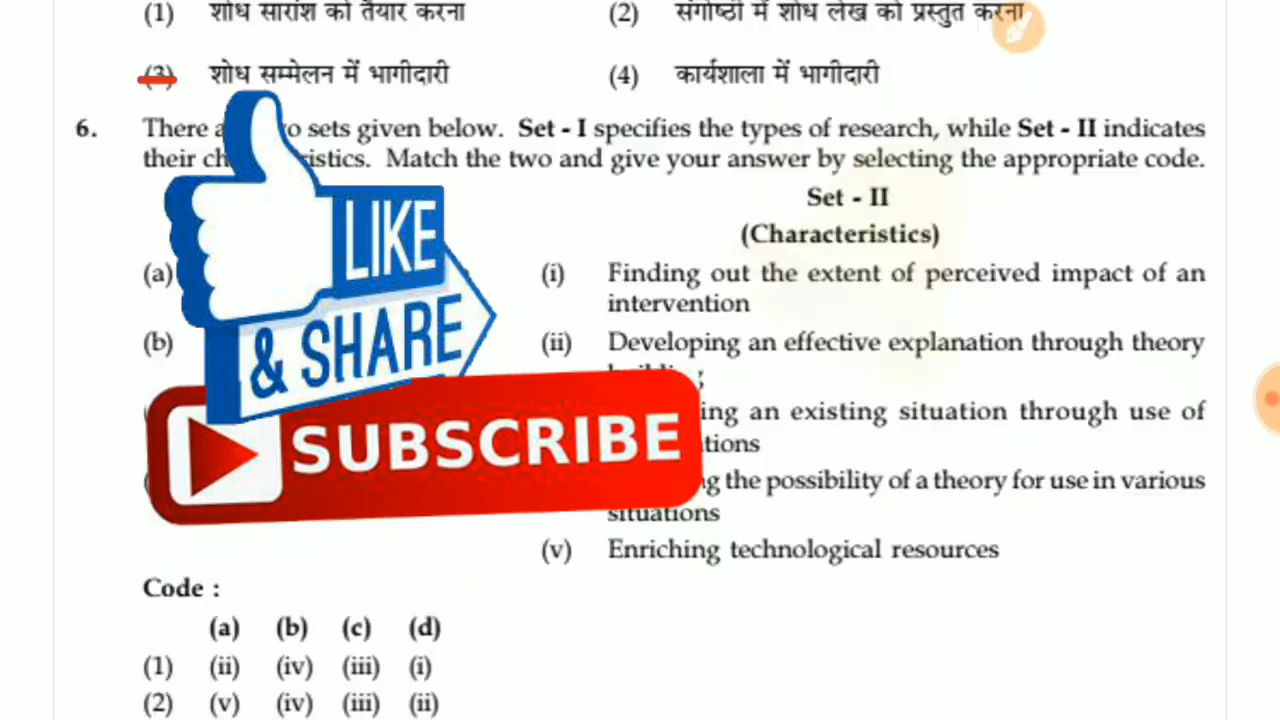 (1) शोध सारांश को तैयार करना (2) संगोष्ठी में शोध लेख को प्रस्तुत करना
(3) शोध सम्मेलन में भागीदारी (4) कार्यशाला में भागीदारी
6. There sets given below. Set - I specifies the types of research, while Set - II indicates
their Match the two and give your answer by selecting the appropriate code.
Set - II
(Characteristics)
(a) (i) Finding out the extent of perceived impact of an
intervention
(b) (ii) Developing an effective explanation through theory
an existing situation through use of
the possibility of a theory for use in various
situations
(v) Enriching technological resources
LIKE
& SHARE
SUBSCRIBE
Code :
(a) (b) (c) (d)
(1) (ii) (iv) (iii) (i)
(2) (v) (iv) (iii) (ii)